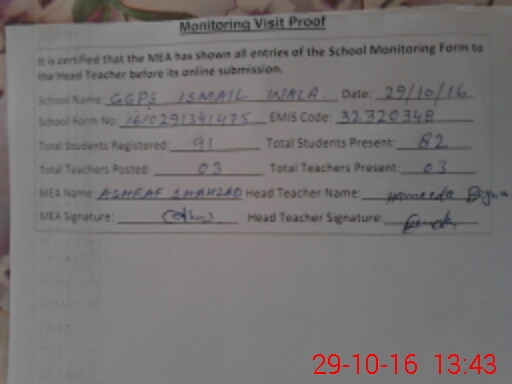 Monitoring Visit Proof
It is certified that the MEA has shown all entries of the School Monitoring Form to
the Head Teacher before its online submission.
School Name: GGPS ISMAIL WALA. Date: 29/10/16
School Form No: 1610291341475 EMIS Code: 32320348
Total Students Registered: 91 Total Students Present: 82
Total Teachers Posted: 03 Total Teachers Present: 03
MEA Name: ASHRAF SHAHZAD Head Teacher Name:
MEA Signature: Head Teacher Signature:
29-10-16 13:43